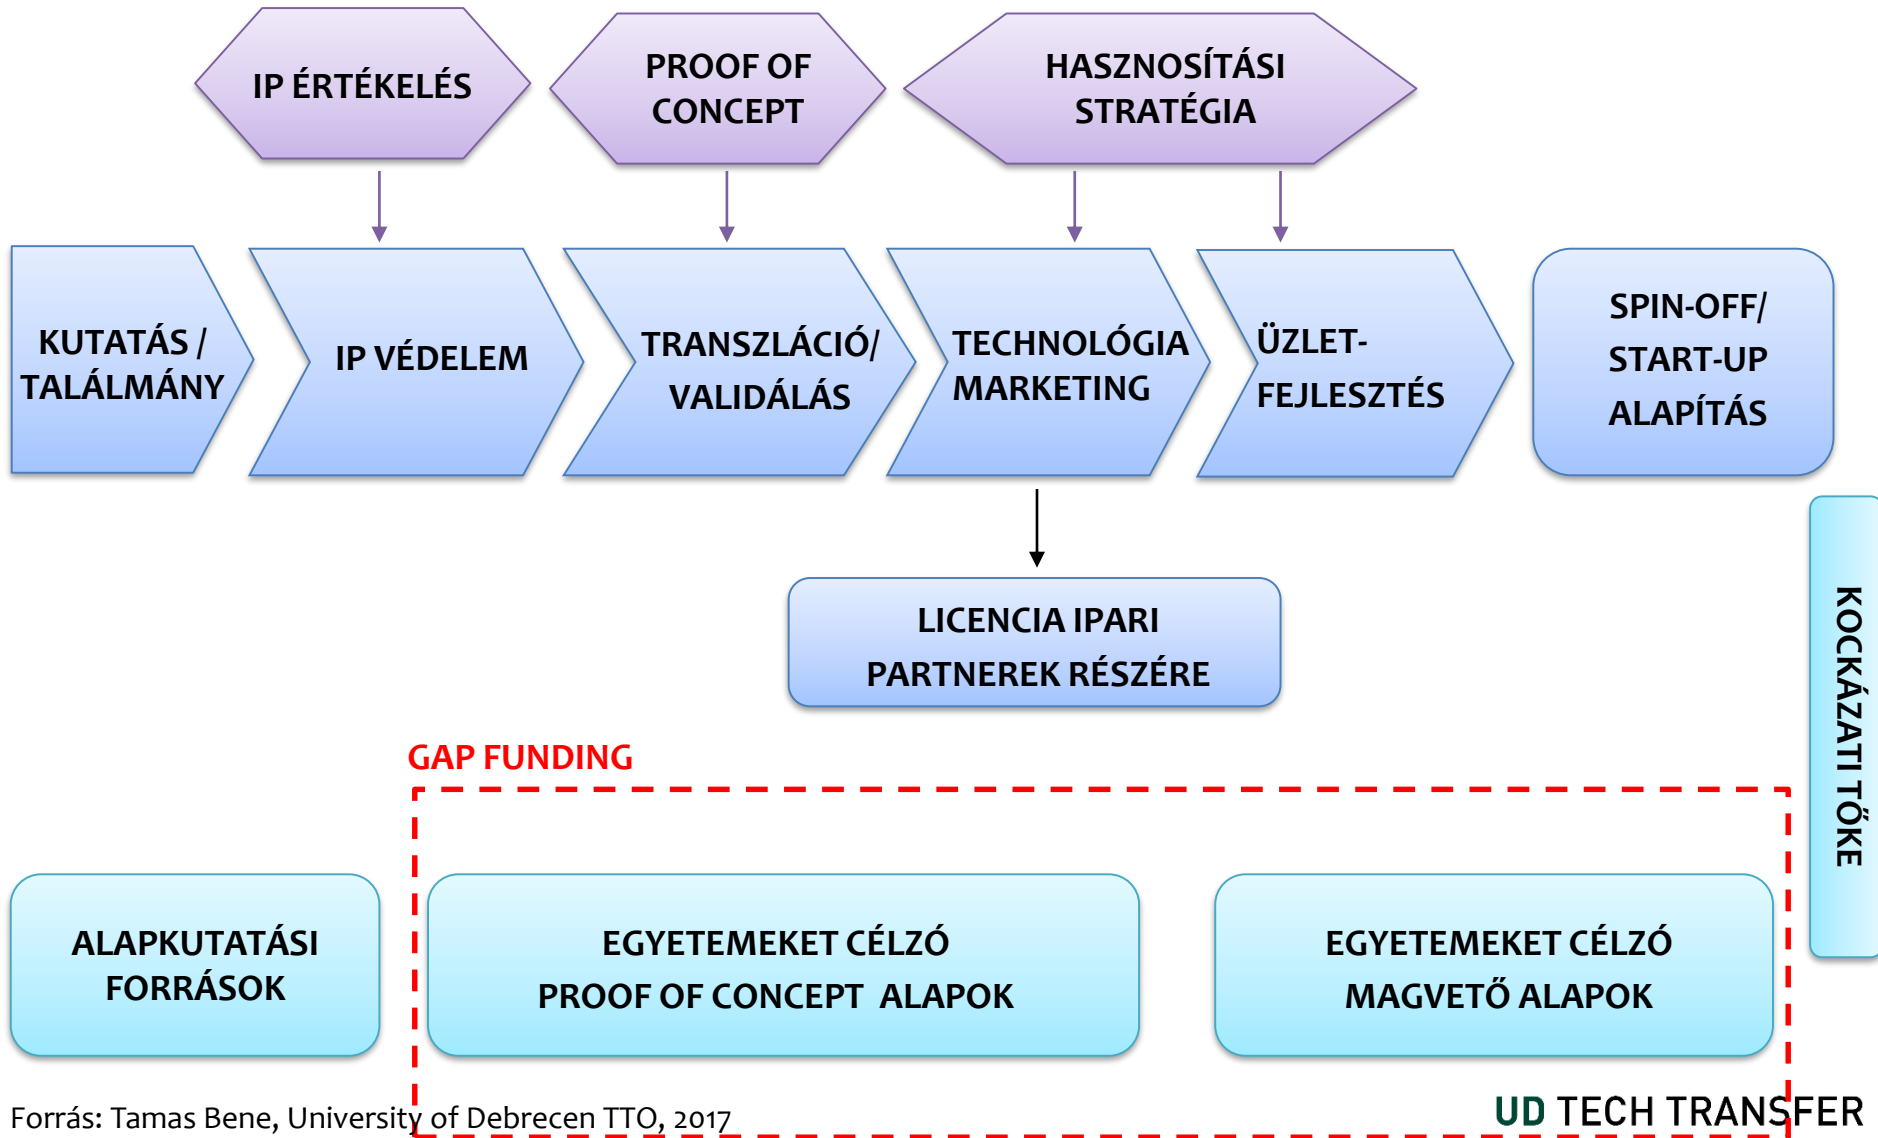 IP ÉRTÉKELÉS
PROOF OF
CONCEPT
HASZNOSÍTÁSI
STRATÉGIA
KUTATÁS /
TALÁLMÁNY
IP VÉDELEM
TRANSZLÁCIÓ/
VALIDÁLÁS
TECHNOLÓGIA
MARKETING
ÜZLET-
FEJLESZTÉS
SPIN-OFF/
START-UP
ALAPÍTÁS
LICENCIA IPARI
PARTNEREK RÉSZÉRE
KOCKÁZATI TŐKE
GAP FUNDING
ALAPKUTATÁSI
FORRÁSOK
EGYETEMEKET CÉLZÓ
PROOF OF CONCEPT ALAPOK
EGYETEMEKET CÉLZÓ
MAGVETŐ ALAPOK
Forrás: Tamas Bene, University of Debrecen TTO, 2017
UD TECH TRANSFER